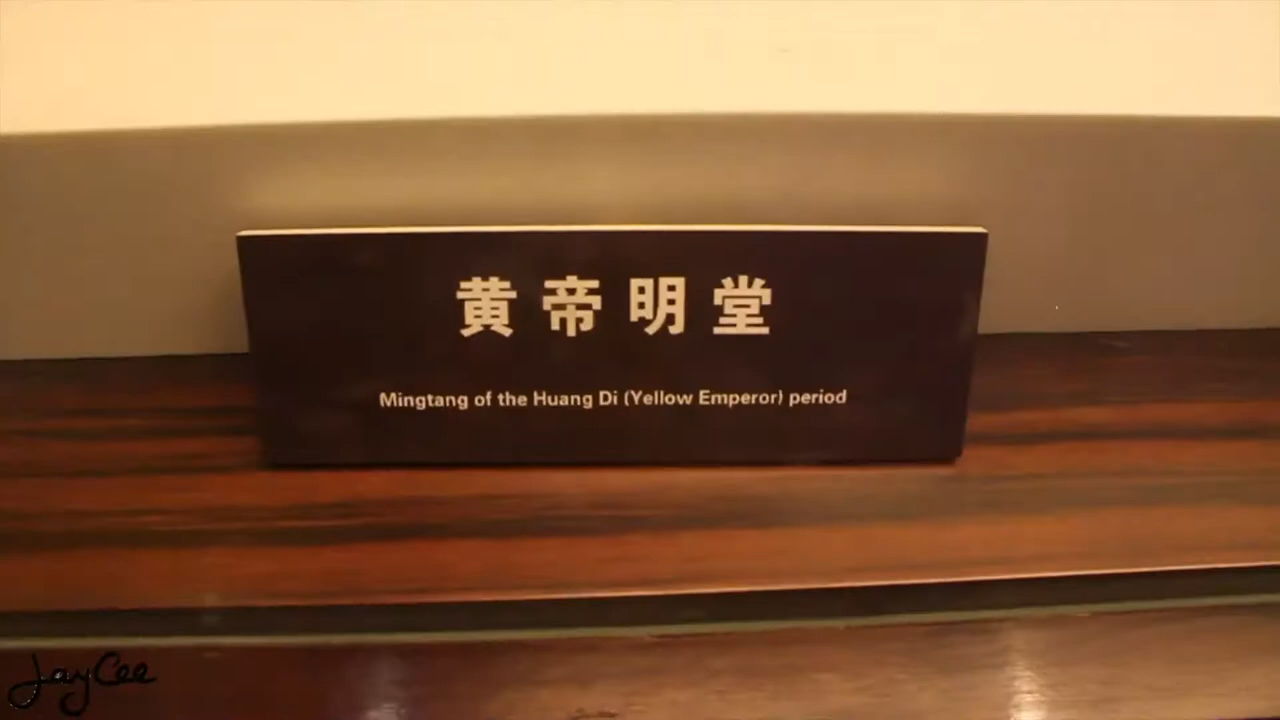 黄帝明堂
Mingtang of the Huang Di (Yellow Emperor) period
JayCee